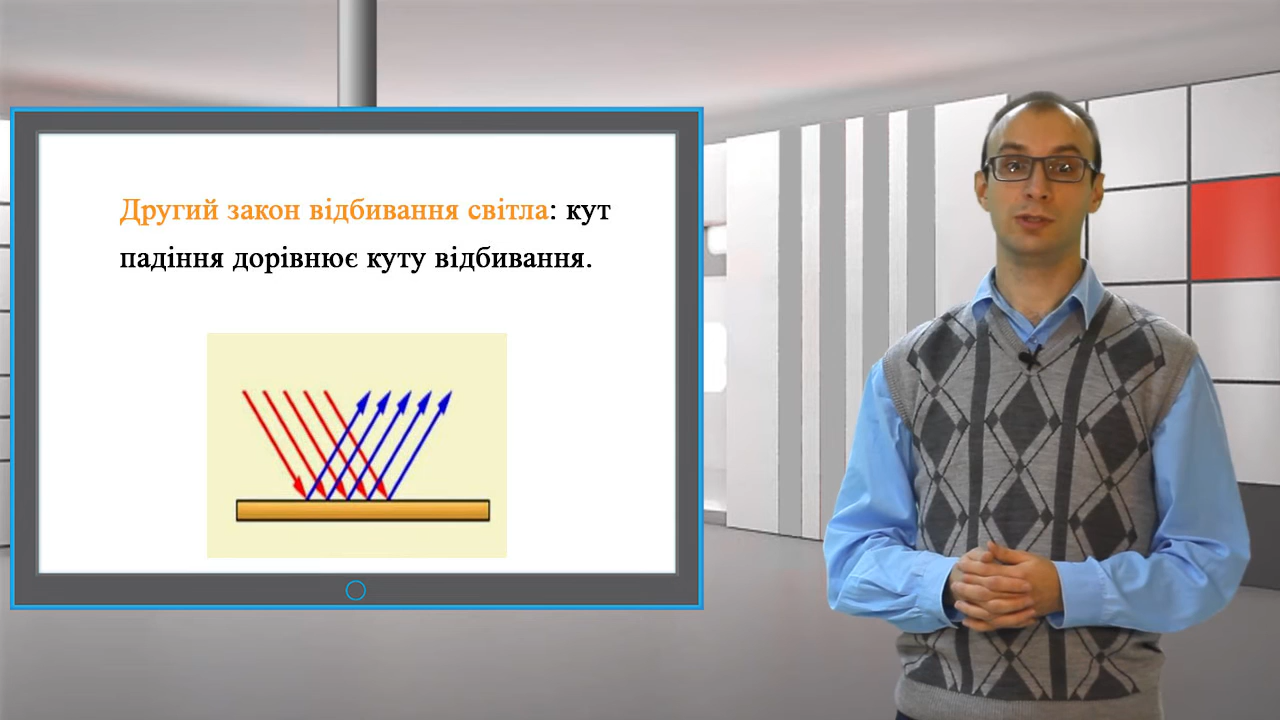 Другий закон відбивання світла: кут
падіння дорівнює куту відбивання.